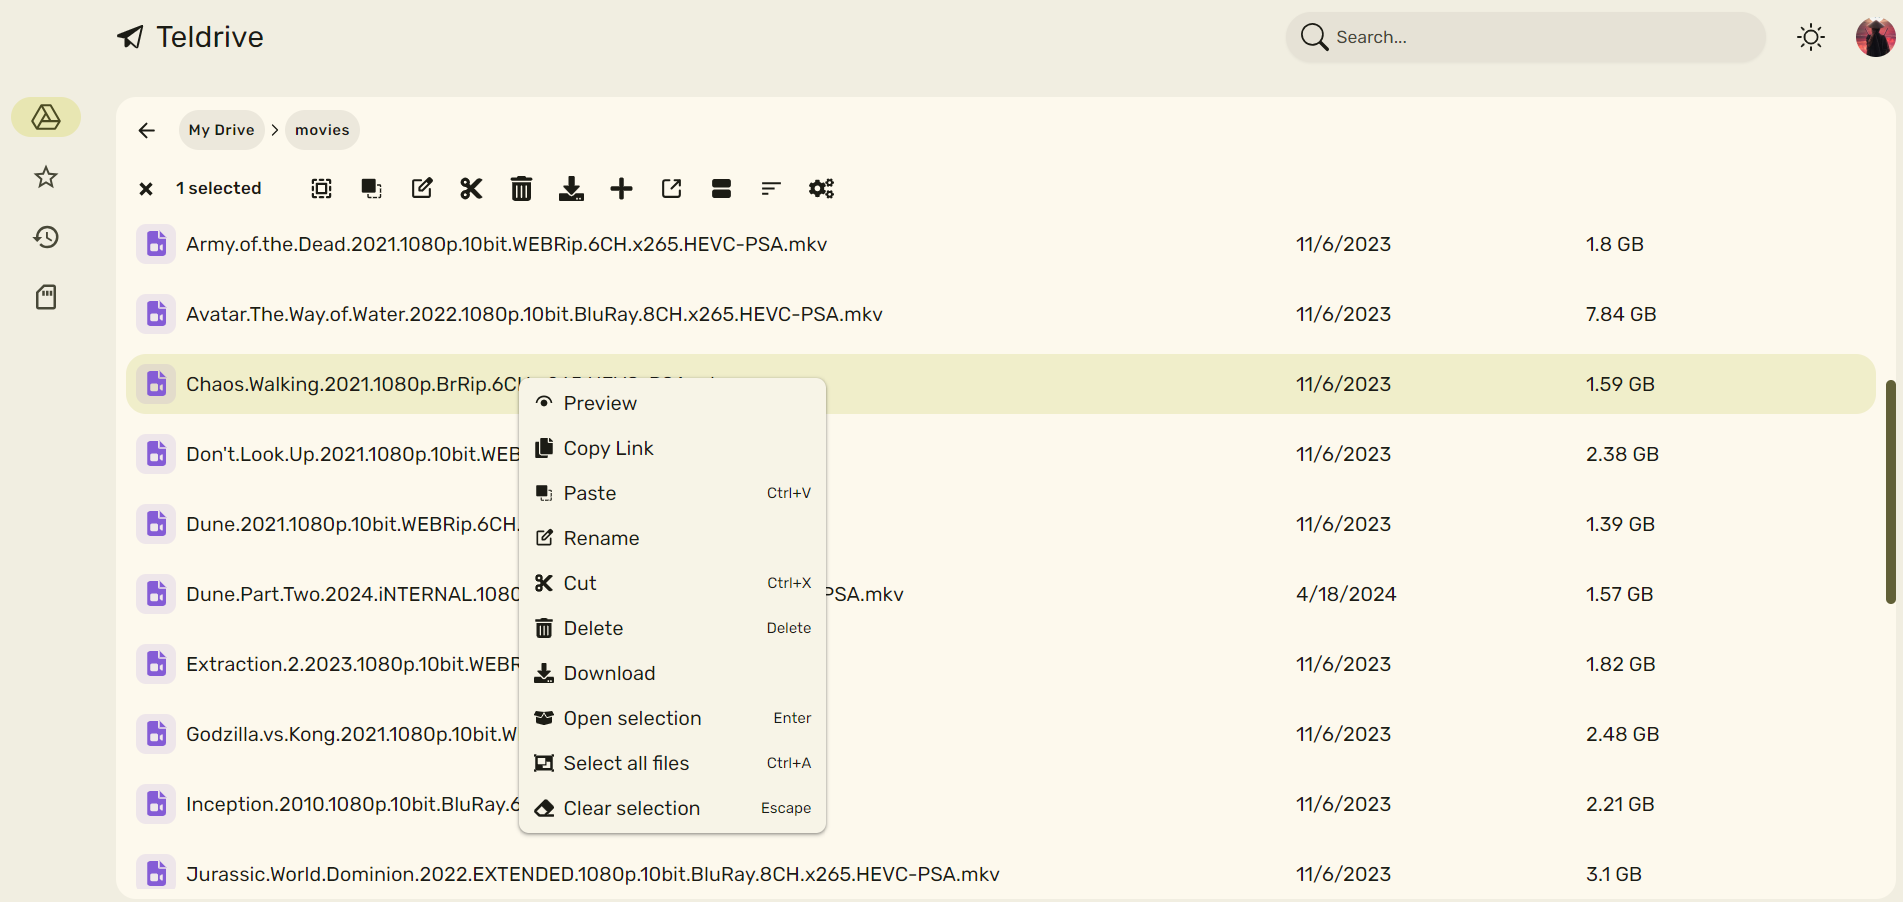 Teldrive
Search...
My Drive > movies
1 selected
Army.of.the.Dead.2021.1080p.10bit.WEBRip.6CH.x265.HEVC-PSA.mkv 11/6/2023 1.8 GB
Avatar.The.Way.of.Water.2022.1080p.10bit.BluRay.8CH.x265.HEVC-PSA.mkv 11/6/2023 7.84 GB
Chaos.Walking.2021.1080p.BrRip.6C 11/6/2023 1.59 GB
Don't.Look.Up.2021.1080p.10bit.WEB 11/6/2023 2.38 GB
Dune.2021.1080p.10bit.WEBRip.6CH. 11/6/2023 1.39 GB
Dune.Part.Two.2024.iNTERNAL.1080 PSA.mkv 4/18/2024 1.57 GB
Extraction.2.2023.1080p.10bit.WEBR 11/6/2023 1.82 GB
Godzilla.vs.Kong.2021.1080p.10bit.W 11/6/2023 2.48 GB
Inception.2010.1080p.10bit.BluRay.6 11/6/2023 2.21 GB
Jurassic.World.Dominion.2022.EXTENDED.1080p.10bit.BluRay.8CH.x265.HEVC-PSA.mkv 11/6/2023 3.1 GB
Preview
Copy Link
Paste Ctrl+V
Rename
Cut Ctrl+X
Delete Delete
Download
Open selection Enter
Select all files Ctrl+A
Clear selection Escape